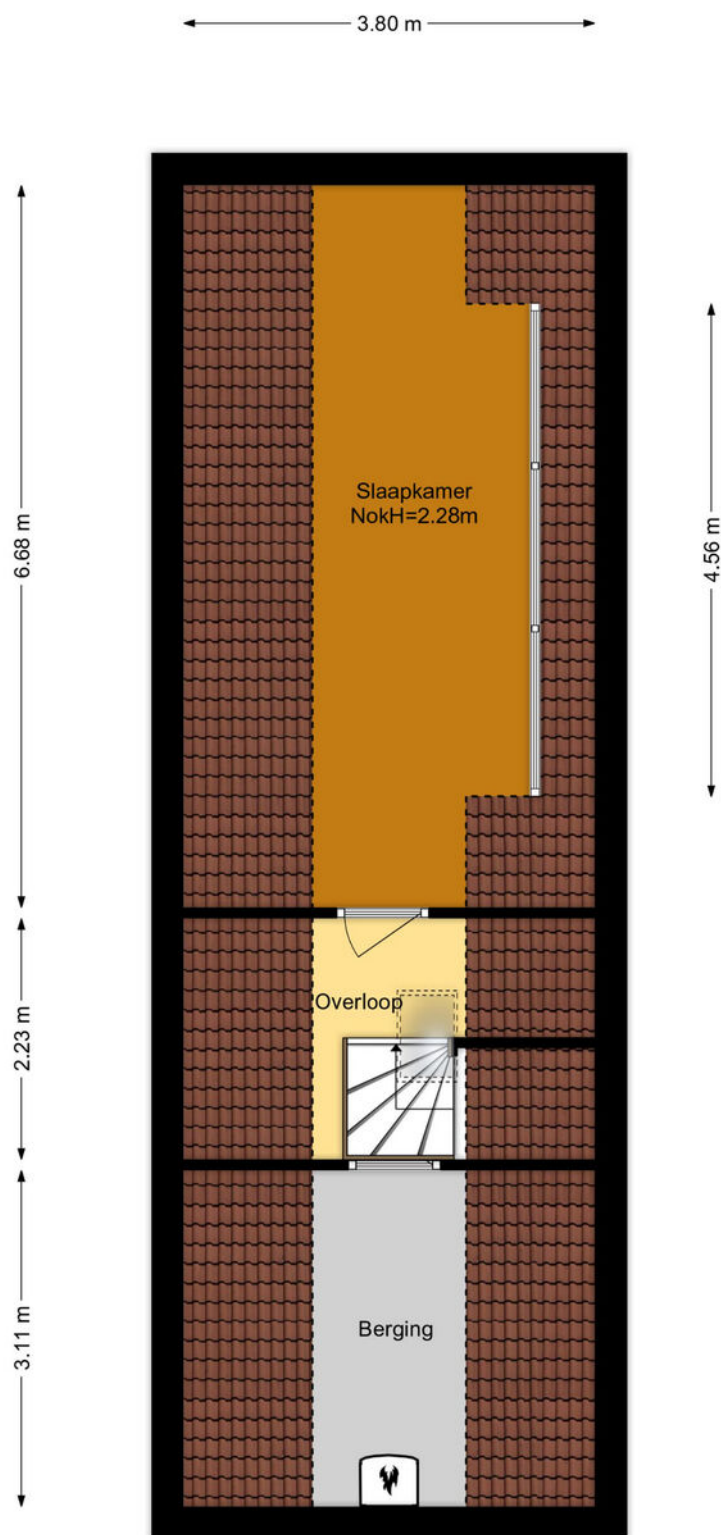 3.80 m
6.68 m
Slaapkamer
NokH=2.28m
4.56 m
Overloop
2.23 m
Berging
3.11 m